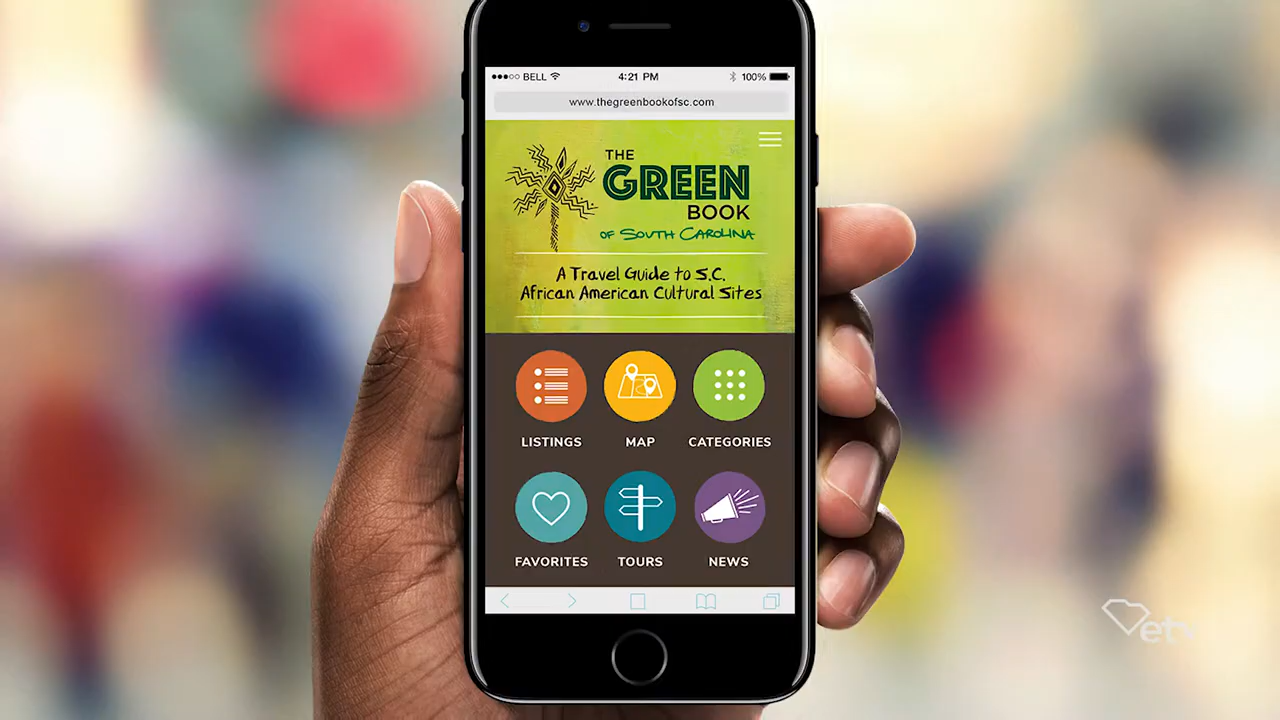 BELL 4:21 PM 100%
www.thegreenbookofsc.com
THE
GREEN
BOOK
OF SOUTH CAROLINA
A Travel Guide to S.C.
African American Cultural Sites
LISTINGS MAP CATEGORIES
FAVORITES TOURS NEWS
etv